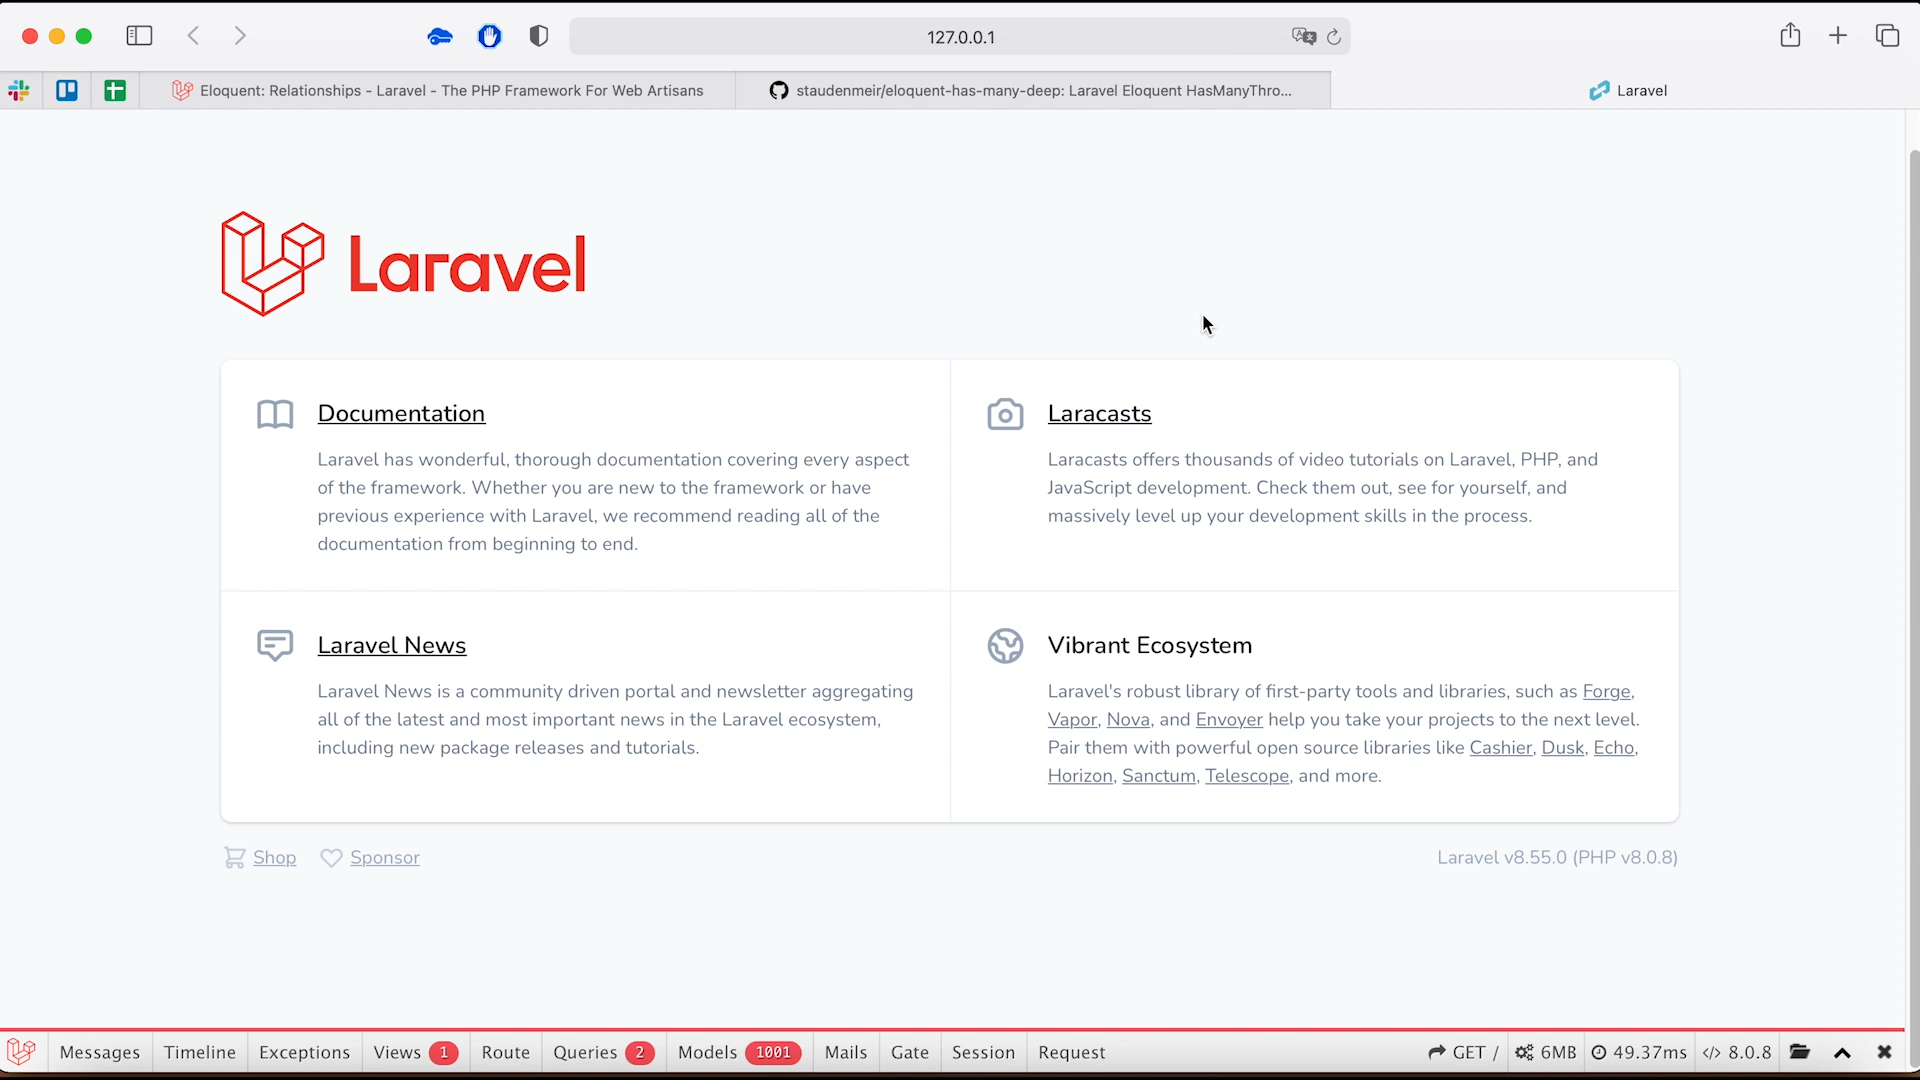 127.0.0.1
Eloquent: Relationships - Laravel - The PHP Framework For Web Artisans
staudenmeir/eloquent-has-many-deep: Laravel Eloquent HasManyThro...
Laravel
Laravel
Documentation
Laravel has wonderful, thorough documentation covering every aspect
of the framework. Whether you are new to the framework or have
previous experience with Laravel, we recommend reading all of the
documentation from beginning to end.
Laracasts
Laracasts offers thousands of video tutorials on Laravel, PHP, and
JavaScript development. Check them out, see for yourself, and
massively level up your development skills in the process.
Laravel News
Laravel News is a community driven portal and newsletter aggregating
all of the latest and most important news in the Laravel ecosystem,
including new package releases and tutorials.
Vibrant Ecosystem
Laravel's robust library of first-party tools and libraries, such as Forge,
Vapor, Nova, and Envoyer help you take your projects to the next level.
Pair them with powerful open source libraries like Cashier, Dusk, Echo,
Horizon, Sanctum, Telescope, and more.
Shop Sponsor
Laravel v8.55.0 (PHP v8.0.8)
Messages Timeline Exceptions Views 1 Route Queries 2 Models 1001 Mails Gate Session Request GET / 6MB 49.37ms </> 8.0.8